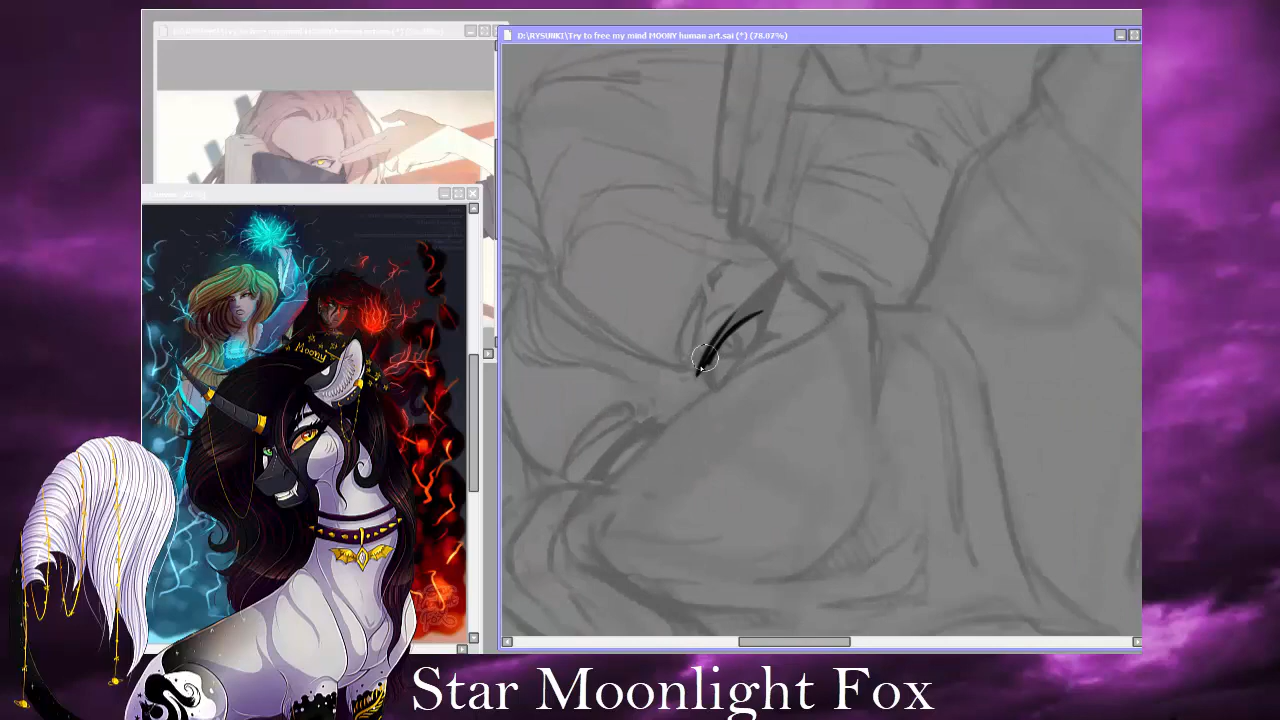 D:\RYSUNKI\Try to free my mind MOONY human art.sai (*) (78.07%)
Moony
Star Moonlight Fox